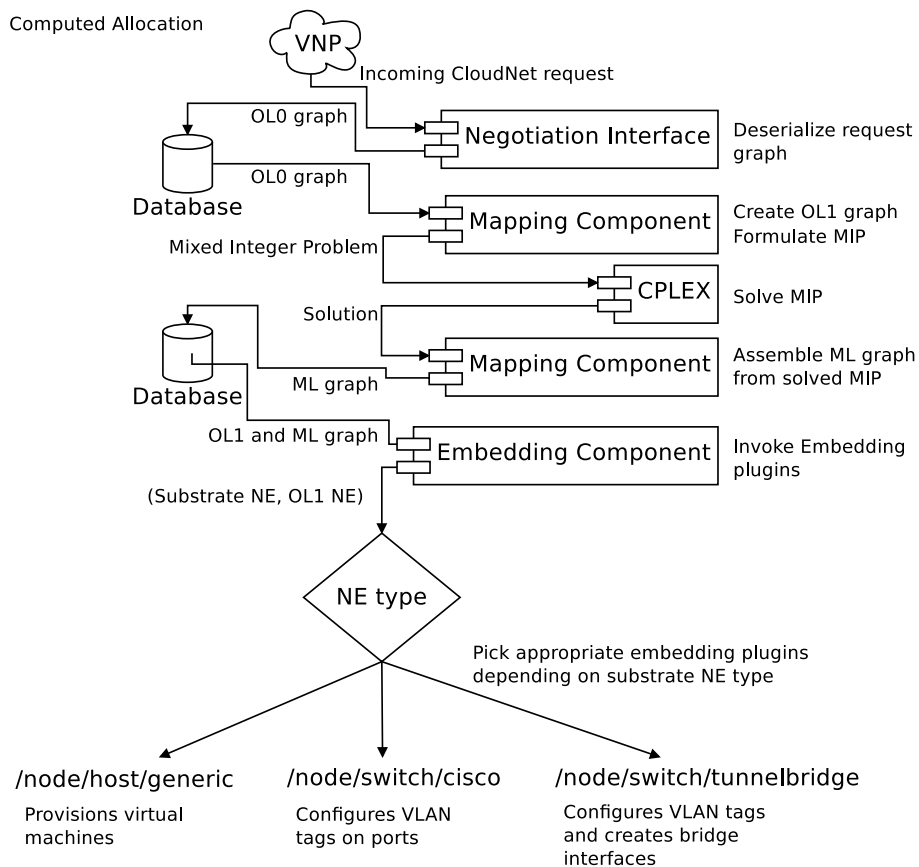 Computed Allocation
VNP
Incoming CloudNet request
OL0 graph
Negotiation Interface
Deserialize request
graph
OL0 graph
Database
Mapping Component
Create OL1 graph
Formulate MIP
Mixed Integer Problem
CPLEX
Solve MIP
Solution
Mapping Component
Assemble ML graph
from solved MIP
ML graph
Database
OL1 and ML graph
Embedding Component
Invoke Embedding
plugins
(Substrate NE, OL1 NE)
NE type
Pick appropriate embedding plugins
depending on substrate NE type
/node/host/generic
Provisions virtual
machines
/node/switch/cisco
Configures VLAN
tags on ports
/node/switch/tunnelbridge
Configures VLAN tags
and creates bridge
interfaces